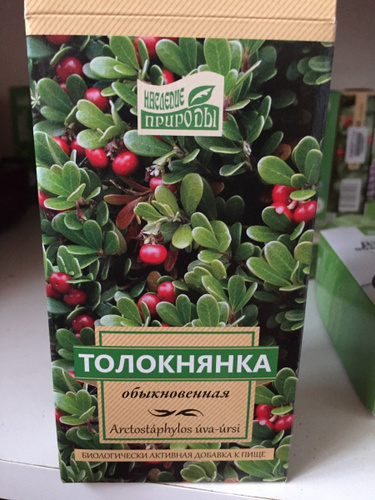 НАСЛЕДИЕ
ПРИРОДЫ
ТОЛОКНЯНКА
обыкновенная
Arctostáphylos úva-úrsi
БИОЛОГИЧЕСКИ АКТИВНАЯ ДОБАВКА К ПИЩЕ